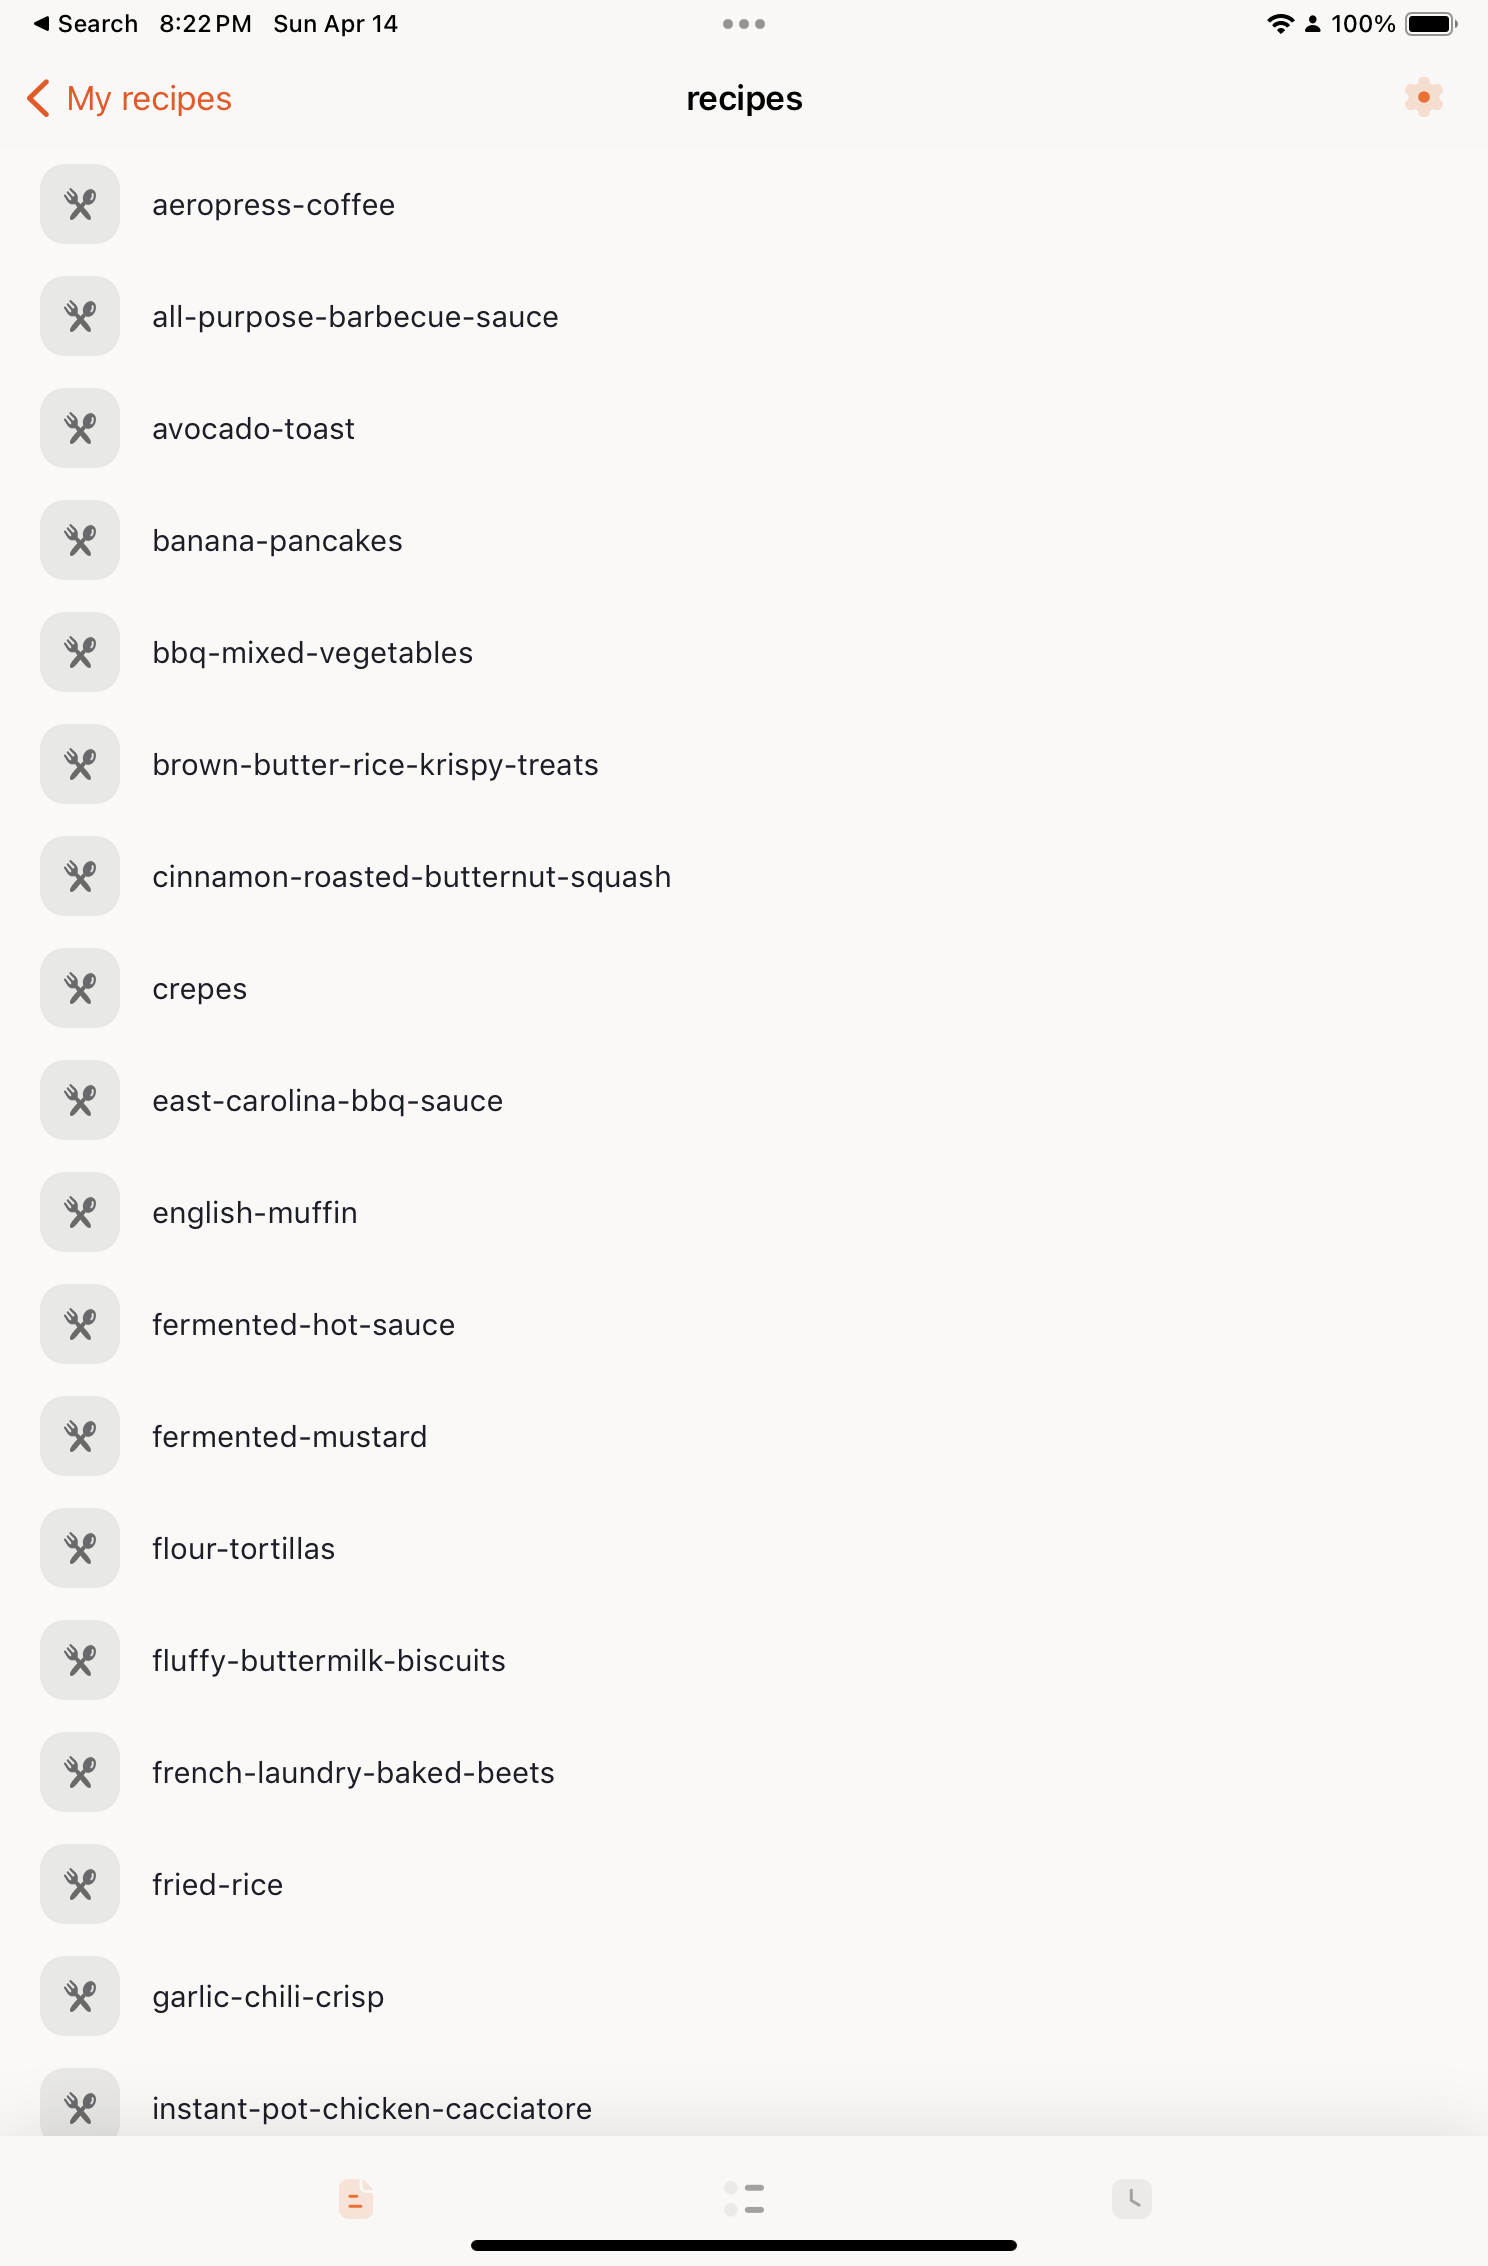 ◀ Search 8:22 PM Sun Apr 14 100%
My recipes recipes
aeropress-coffee
all-purpose-barbecue-sauce
avocado-toast
banana-pancakes
bbq-mixed-vegetables
brown-butter-rice-krispy-treats
cinnamon-roasted-butternut-squash
crepes
east-carolina-bbq-sauce
english-muffin
fermented-hot-sauce
fermented-mustard
flour-tortillas
fluffy-buttermilk-biscuits
french-laundry-baked-beets
fried-rice
garlic-chili-crisp
instant-pot-chicken-cacciatore